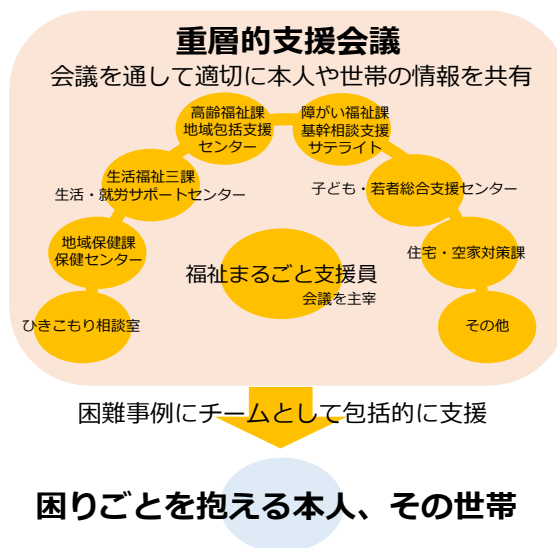 重層的支援会議
会議を通して適切に本人や世帯の情報を共有
高齢福祉課
地域包括支援
センター
障がい福祉課
基幹相談支援
サテライト
生活福祉三課
生活・就労サポートセンター
子ども・若者総合支援センター
地域保健課
保健センター
福祉まるごと支援員
会議を主宰
住宅・空家対策課
ひきこもり相談室
その他
困難事例にチームとして包括的に支援
困りごとを抱える本人、その世帯